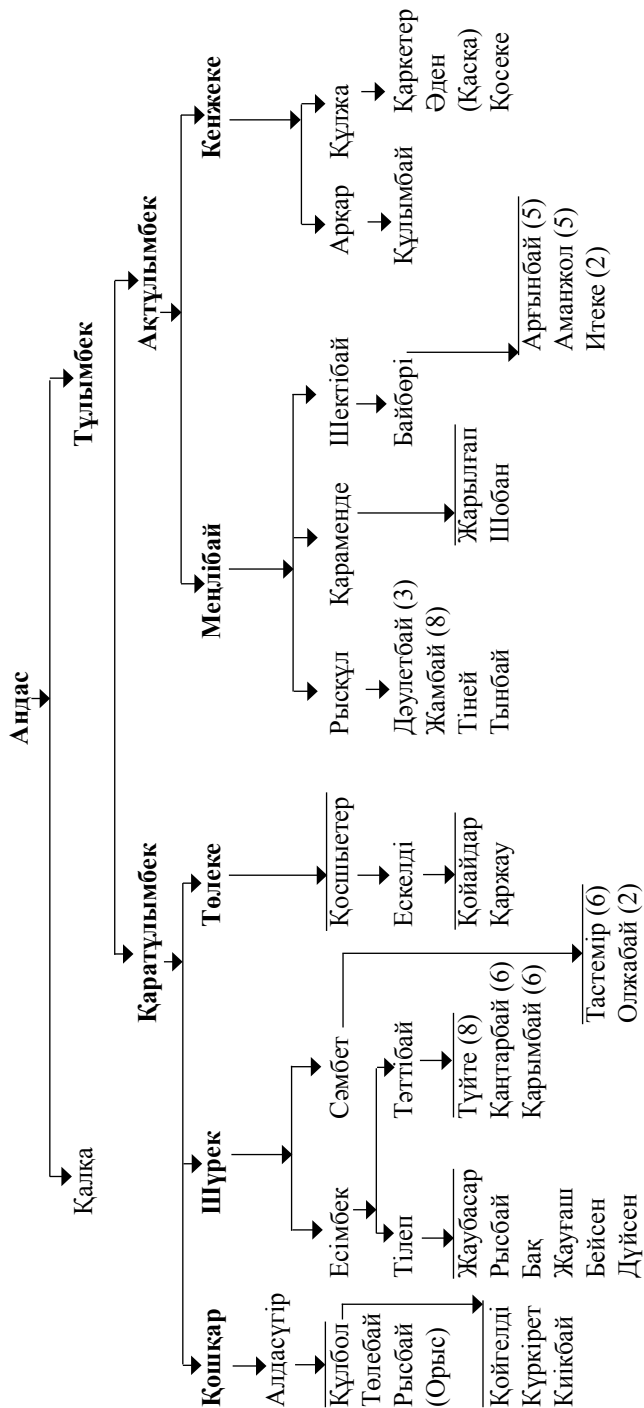 Андас
Қалқа
Тұлымбек
Қаратұлымбек
Ақтұлымбек
Қошқар
Шүрек
Төлеке
Меңлібай
Кенжеке
Алдасүгір
Есімбек
Сәмбет
Қосшыетер
Рысқұл
Қараменде
Шектібай
Арқар
Құлжа
Құлбол
Төлебай
Рысбай
(Орыс)
Тілеп
Тәттібай
Ескелді
Дәулетбай (3)
Жамбай (8)
Тіней
Тынбай
Байбөрі
Құлымбай
Қаркетер
Әден
(Қасқа)
Қосеке
Қойгелді
Күркірет
Киікбай
Жаубасар
Рысбай
Бақ
Жауғаш
Бейсен
Дүйсен
Түйте (8)
Қаңтарбай (6)
Қарымбай (6)
Қойайдар
Қаржау
Жарылғап
Шобан
Тастемір (6)
Олжабай (2)
Арғынбай (5)
Аманжол (5)
Итеке (2)